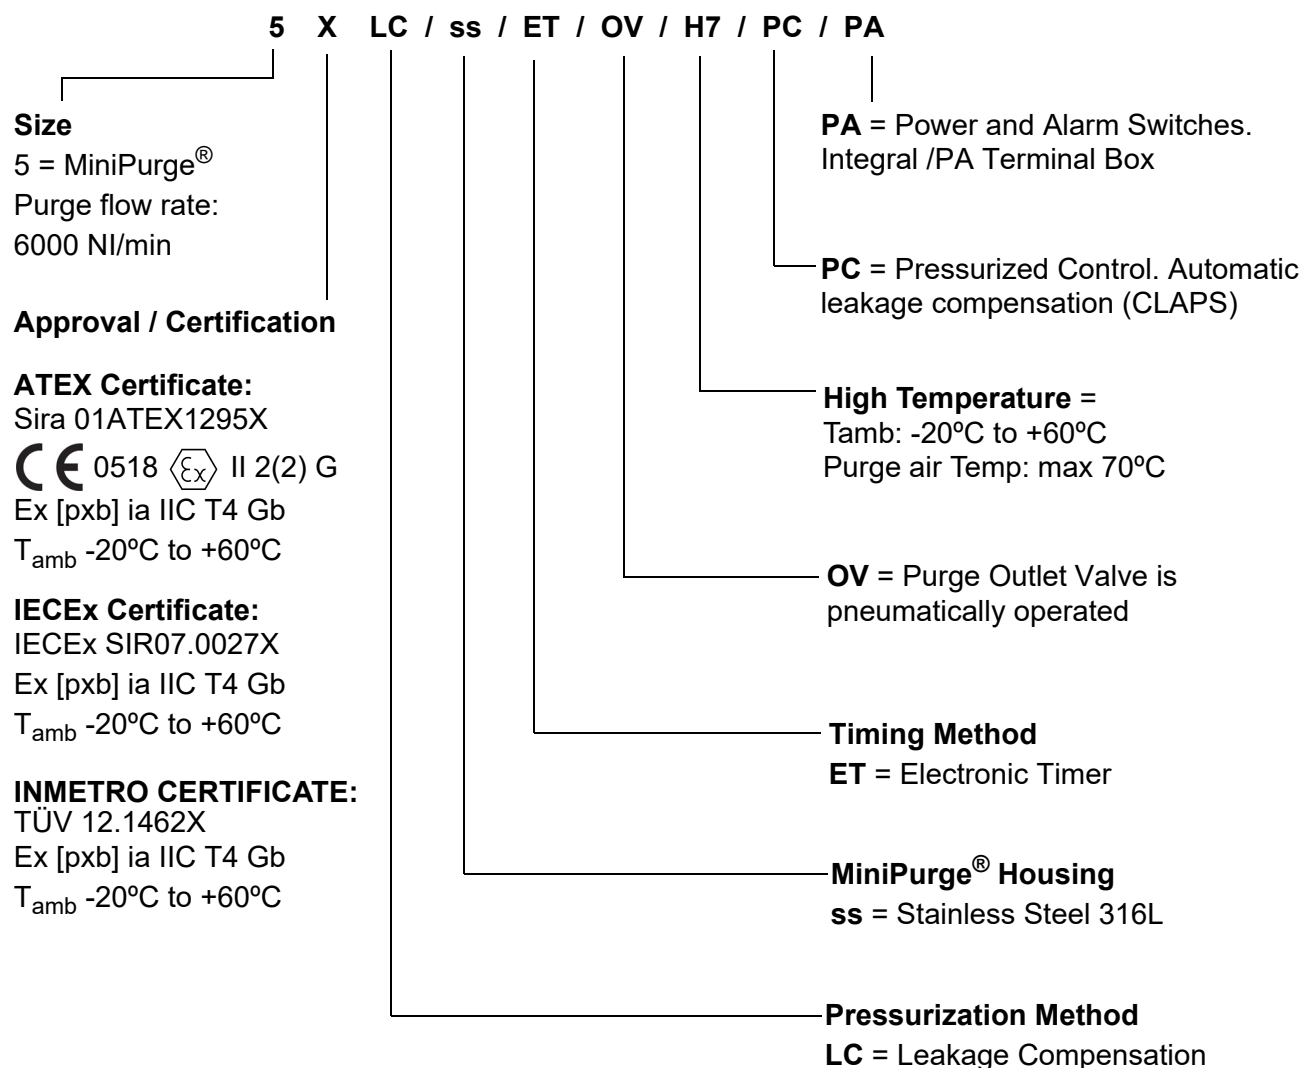 5 X LC / ss / ET / OV / H7 / PC / PA
Size
5 = MiniPurge®
Purge flow rate:
6000 NI/min
Approval / Certification
ATEX Certificate:
Sira 01ATEX1295X
CE 0518 Ex II 2(2) G
Ex [pxb] ia IIC T4 Gb
Tamb -20ºC to +60ºC
IECEx Certificate:
IECEx SIR07.0027X
Ex [pxb] ia IIC T4 Gb
Tamb -20ºC to +60ºC
INMETRO CERTIFICATE:
TÜV 12.1462X
Ex [pxb] ia IIC T4 Gb
Tamb -20ºC to +60ºC
PA = Power and Alarm Switches.
Integral /PA Terminal Box
PC = Pressurized Control. Automatic
leakage compensation (CLAPS)
High Temperature =
Tamb: -20ºC to +60ºC
Purge air Temp: max 70ºC
OV = Purge Outlet Valve is
pneumatically operated
Timing Method
ET = Electronic Timer
MiniPurge® Housing
ss = Stainless Steel 316L
Pressurization Method
LC = Leakage Compensation